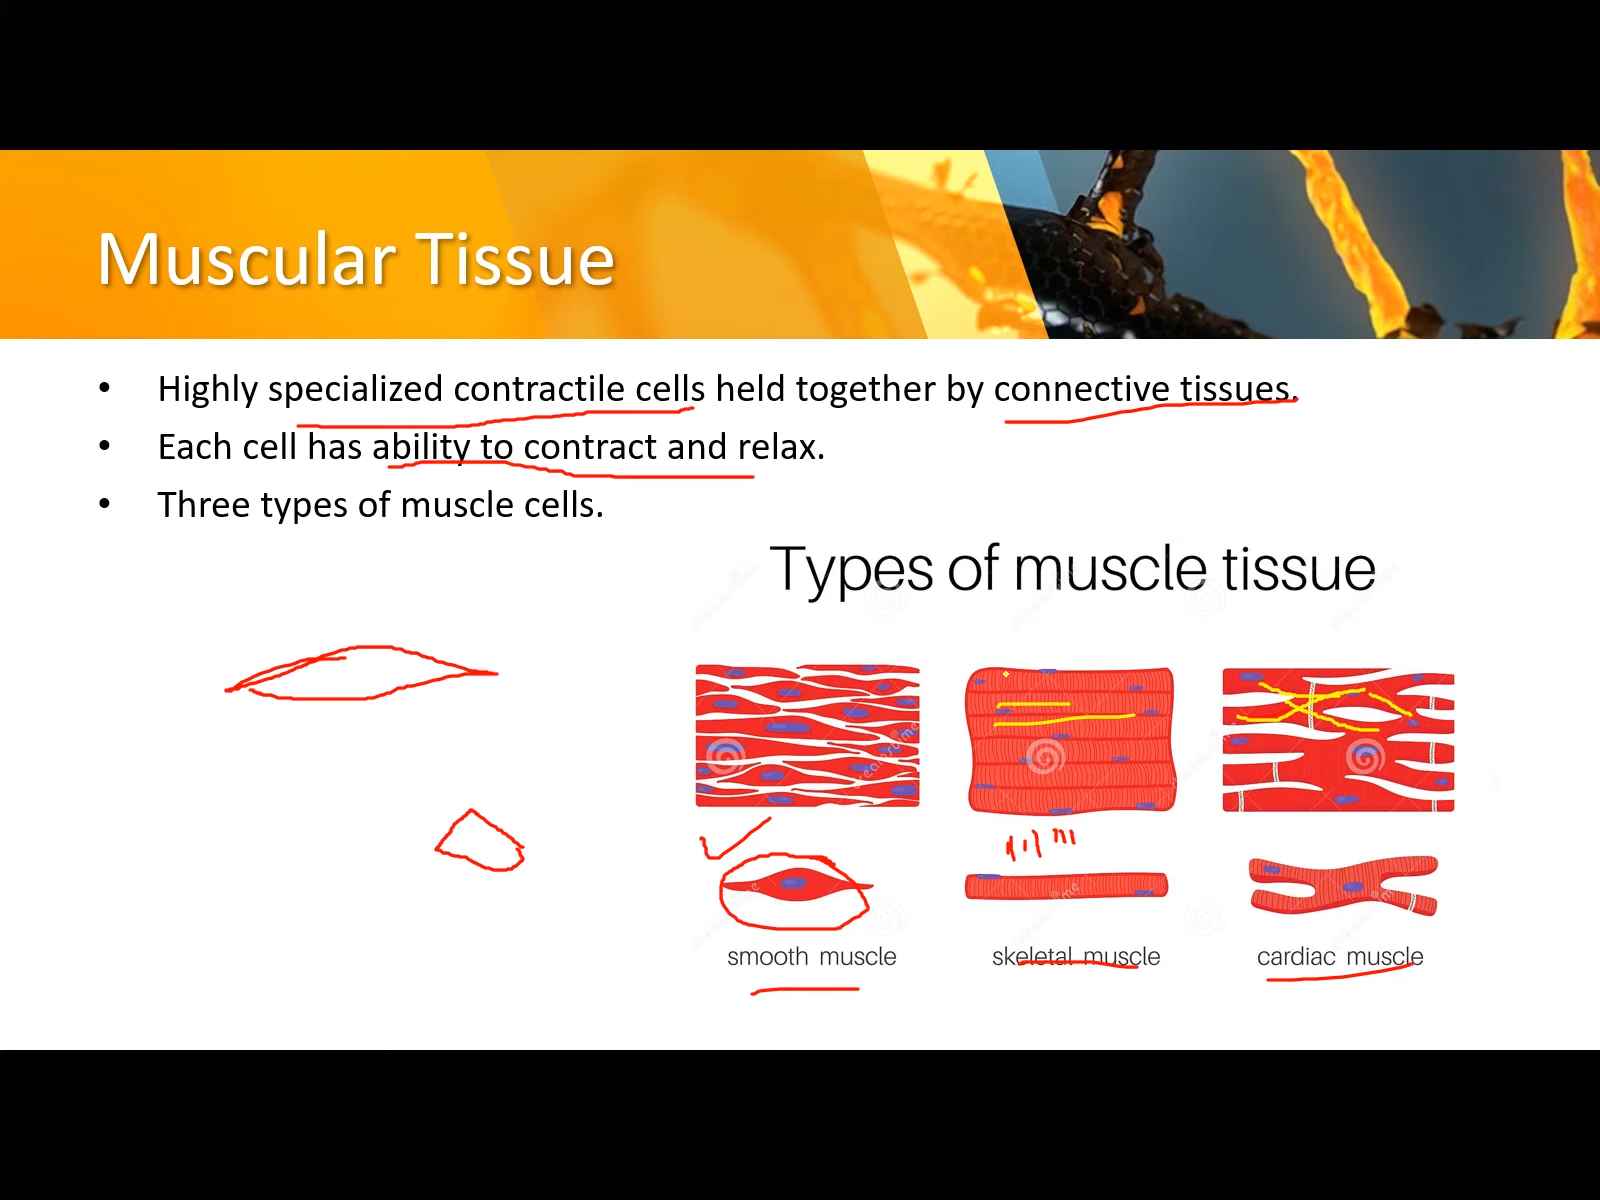 Muscular Tissue
• Highly specialized contractile cells held together by connective tissues.
• Each cell has ability to contract and relax.
• Three types of muscle cells.
Types of muscle tissue
smooth muscle
skeletal muscle
cardiac muscle